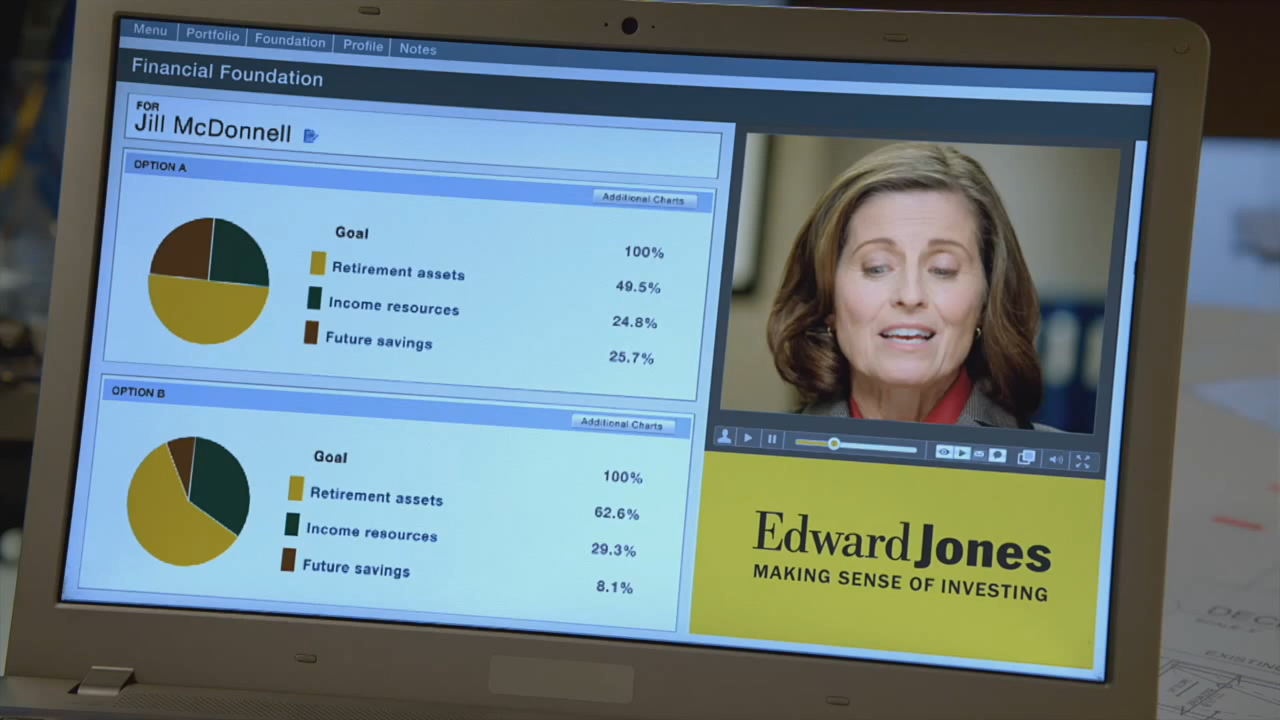 Menu Portfolio Foundation Profile Notes
Financial Foundation
FOR
Jill McDonnell
OPTION A
Additional Charts
Goal 100%
Retirement assets 49.5%
Income resources 24.8%
Future savings 25.7%
OPTION B
Additional Charts
Goal 100%
Retirement assets 62.6%
Income resources 29.3%
Future savings 8.1%
Edward Jones
MAKING SENSE OF INVESTING